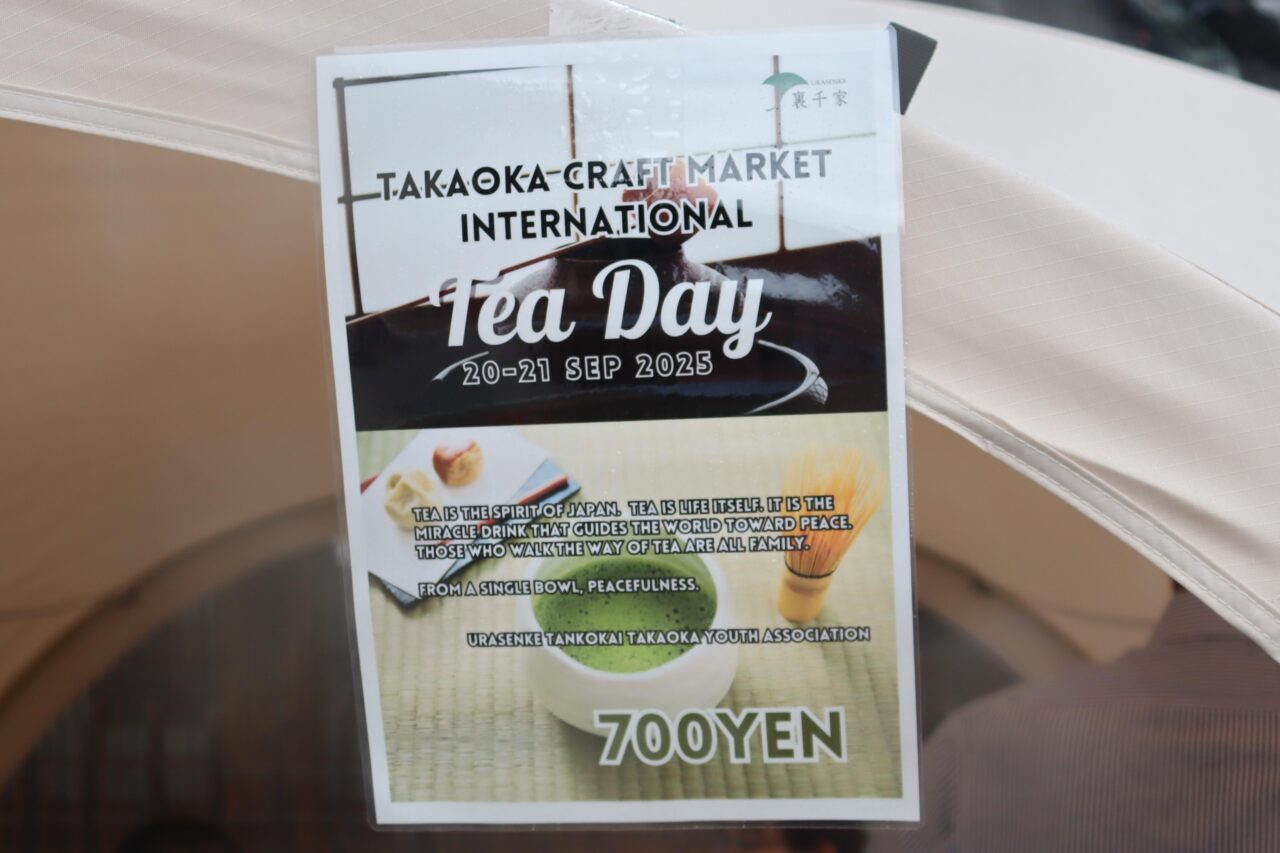 URASENKE
裏千家
TAKAOKA CRAFT MARKET
INTERNATIONAL
Tea Day
20-21 SEP 2025
TEA IS THE SPIRIT OF JAPAN. TEA IS LIFE ITSELF. IT IS THE
MIRACLE DRINK THAT GUIDES THE WORLD TOWARD PEACE.
THOSE WHO WALK THE WAY OF TEA ARE ALL FAMILY.
FROM A SINGLE BOWL, PEACEFULNESS.
URASENKE TANKOKAI TAKAOKA YOUTH ASSOCIATION
700YEN